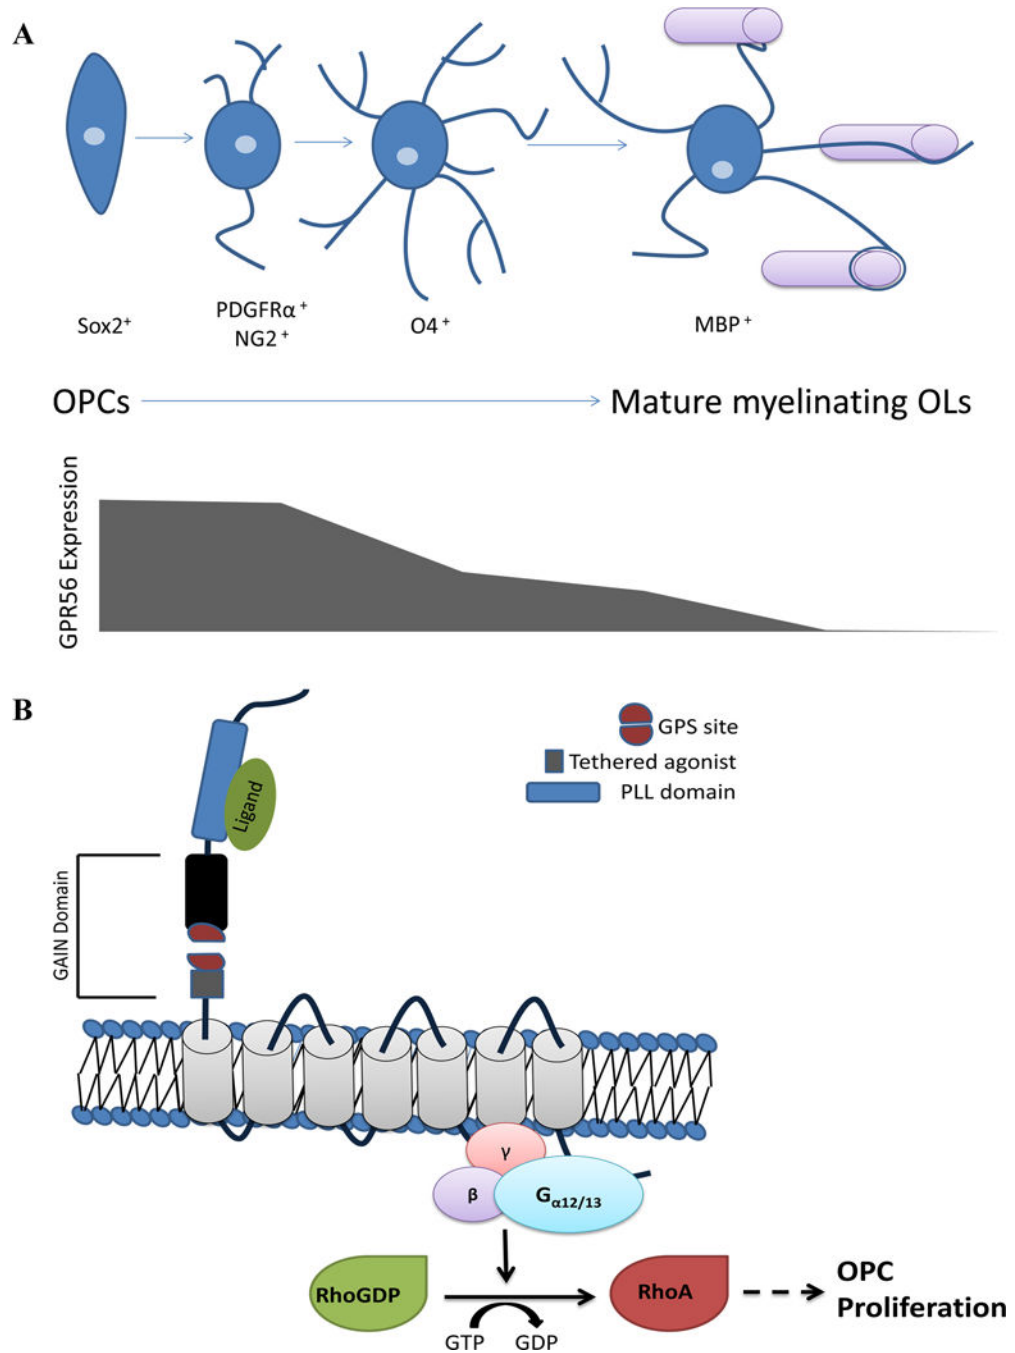 A
Sox2⁺
PDGFRα ⁺
NG2 ⁺
O4 ⁺
MBP ⁺
OPCs
Mature myelinating OLs
GPR56 Expression
B
GPS site
Tethered agonist
PLL domain
Ligand
GAIN Domain
γ
β
Gα12/13
RhoGDP
RhoA
OPC
Proliferation
GTP
GDP